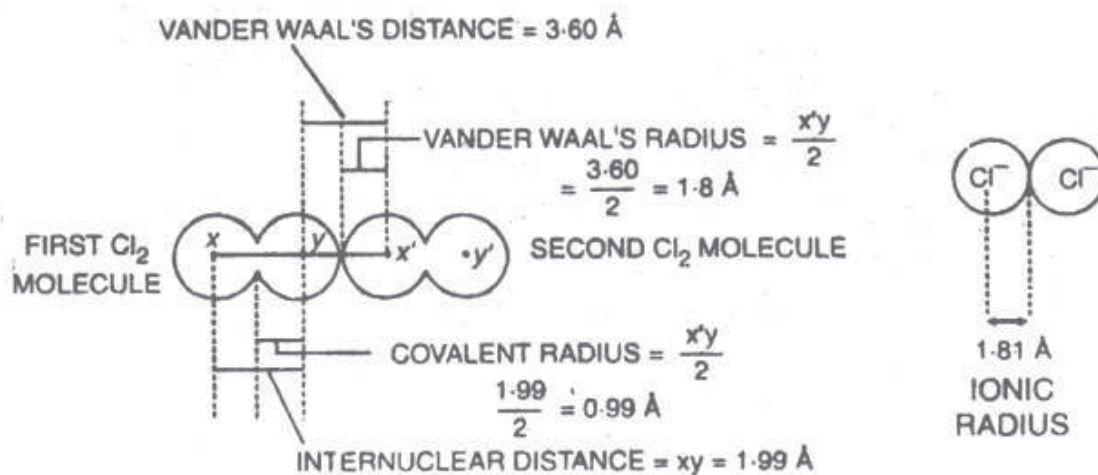 VANDER WAAL'S DISTANCE = 3·60 Å
VANDER WAAL'S RADIUS = x'y/2
= 3·60/2 = 1·8 Å
FIRST Cl₂
MOLECULE
x
y
x'
y'
SECOND Cl₂ MOLECULE
COVALENT RADIUS = x'y/2
1·99/2 = 0·99 Å
INTERNUCLEAR DISTANCE = xy = 1·99 Å
Cl⁻
Cl⁻
1·81 Å
IONIC
RADIUS